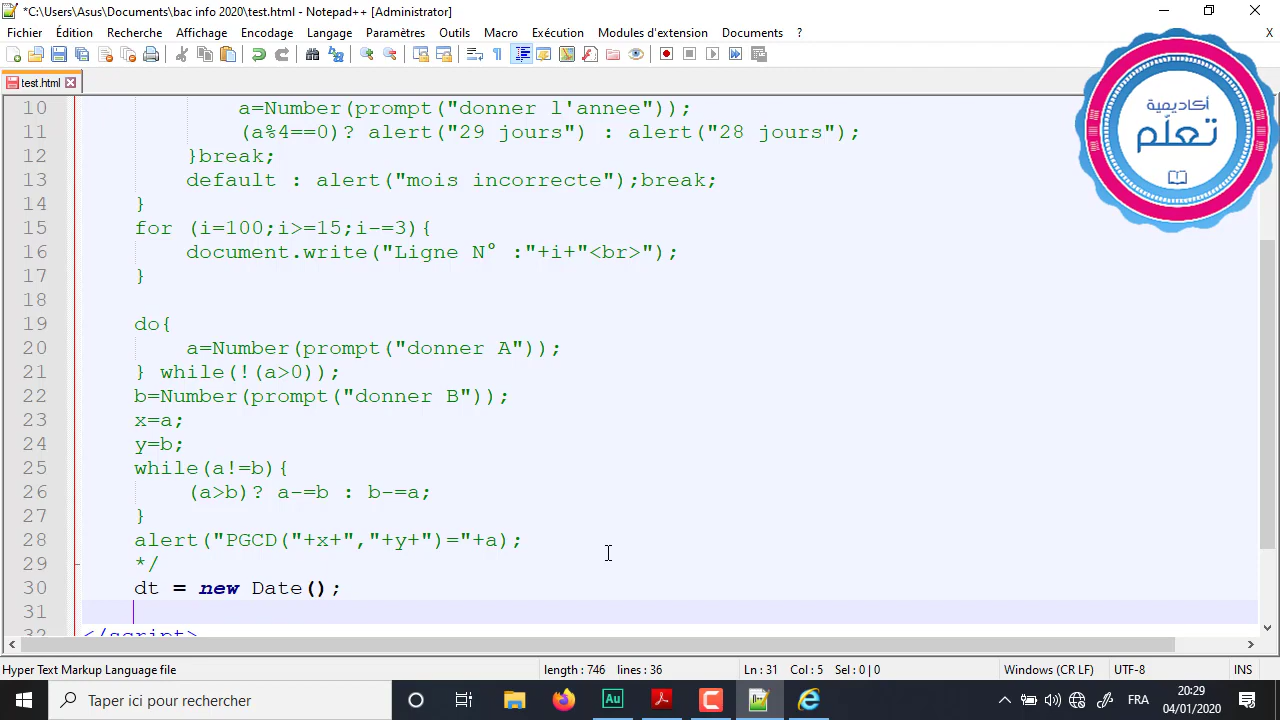 *C:\Users\Asus\Documents\bac info 2020\test.html - Notepad++ [Administrator]
Fichier Édition Recherche Affichage Encodage Langage Paramètres Outils Macro Exécution Modules d'extension Documents ? X
test.html
10 a=Number(prompt("donner l'annee"));
11 (a%4==0)? alert("29 jours") : alert("28 jours");
12 }break;
13 default : alert("mois incorrecte");break;
14 }
15 for (i=100;i>=15;i-=3){
16 document.write("Ligne N° :"+i+"<br>");
17 }
18
19 do{
20 a=Number(prompt("donner A"));
21 } while(!(a>0));
22 b=Number(prompt("donner B"));
23 x=a;
24 y=b;
25 while(a!=b){
26 (a>b)? a-=b : b-=a;
27 }
28 alert("PGCD("+x+","+y+")="+a);
29 */
30 dt = new Date();
31
32 </script>
أكاديمية
تعلّم
Hyper Text Markup Language file length : 746 lines : 36 Ln : 31 Col : 5 Sel : 0 | 0 Windows (CR LF) UTF-8 INS
Taper ici pour rechercher
Au
FRA
20:29
04/01/2020